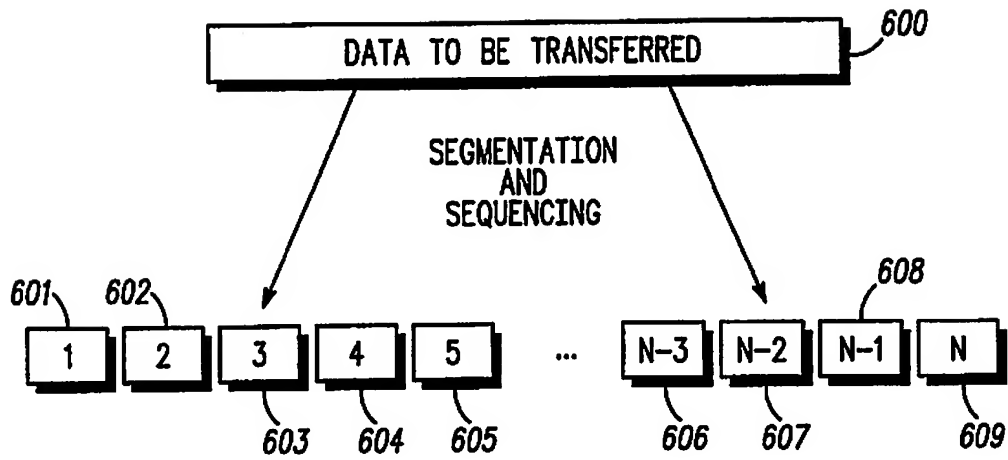 600
DATA TO BE TRANSFERRED
SEGMENTATION
AND
SEQUENCING
601 602 608
1 2 3 4 5 ... N-3 N-2 N-1 N
603 604 605 606 607 609